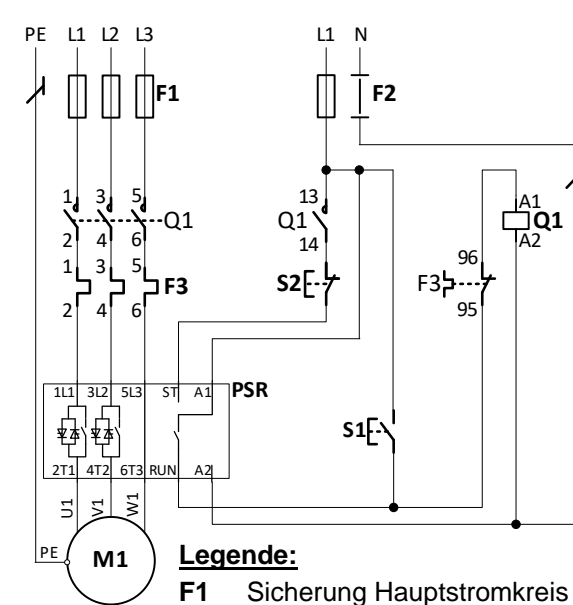 PE L1 L2 L3 L1 N
F1 F2
1 3 5 13 A1
Q1 Q1 Q1
2 4 6 14 A2
1 3 5 96
F3 S2 F3
2 4 6 95
1L1 3L2 5L3 ST A1 PSR
S1
2T1 4T2 6T3 RUN A2
U1 V1 W1
PE M1 Legende:
F1 Sicherung Hauptstromkreis